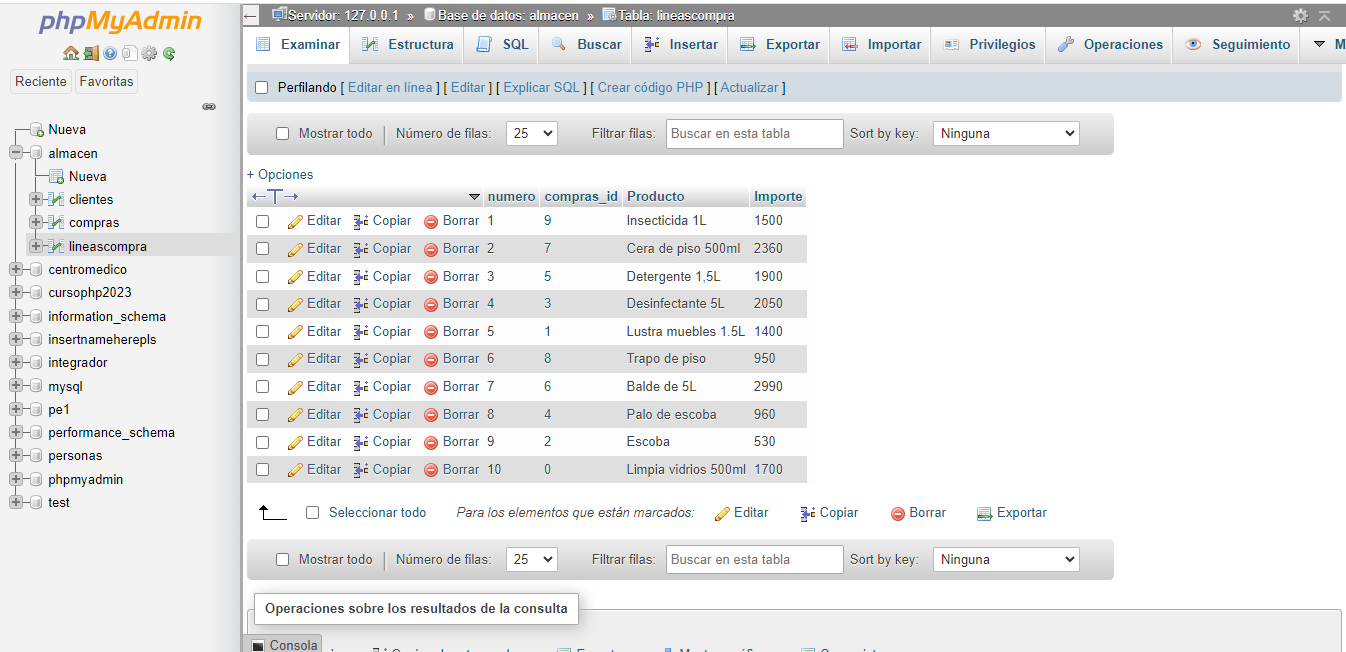 phpMyAdmin
Reciente Favoritas
Nueva
almacen
Nueva
clientes
compras
lineascompra
centromedico
cursophp2023
information_schema
insertnameherepls
integrador
mysql
pe1
performance_schema
personas
phpmyadmin
test
Servidor: 127.0.0.1 » Base de datos: almacen » Tabla: lineascompra
Examinar Estructura SQL Buscar Insertar Exportar Importar Privilegios Operaciones Seguimiento M
Perfilando [ Editar en línea ] [ Editar ] [ Explicar SQL ] [ Crear código PHP ] [ Actualizar ]
Mostrar todo Número de filas: 25 Filtrar filas: Buscar en esta tabla Sort by key: Ninguna
+ Opciones
numero compras_id Producto Importe
Editar Copiar Borrar 1 9 Insecticida 1L 1500
Editar Copiar Borrar 2 7 Cera de piso 500ml 2360
Editar Copiar Borrar 3 5 Detergente 1,5L 1900
Editar Copiar Borrar 4 3 Desinfectante 5L 2050
Editar Copiar Borrar 5 1 Lustra muebles 1.5L 1400
Editar Copiar Borrar 6 8 Trapo de piso 950
Editar Copiar Borrar 7 6 Balde de 5L 2990
Editar Copiar Borrar 8 4 Palo de escoba 960
Editar Copiar Borrar 9 2 Escoba 530
Editar Copiar Borrar 10 0 Limpia vidrios 500ml 1700
Seleccionar todo Para los elementos que están marcados: Editar Copiar Borrar Exportar
Mostrar todo Número de filas: 25 Filtrar filas: Buscar en esta tabla Sort by key: Ninguna
Operaciones sobre los resultados de la consulta
Consola